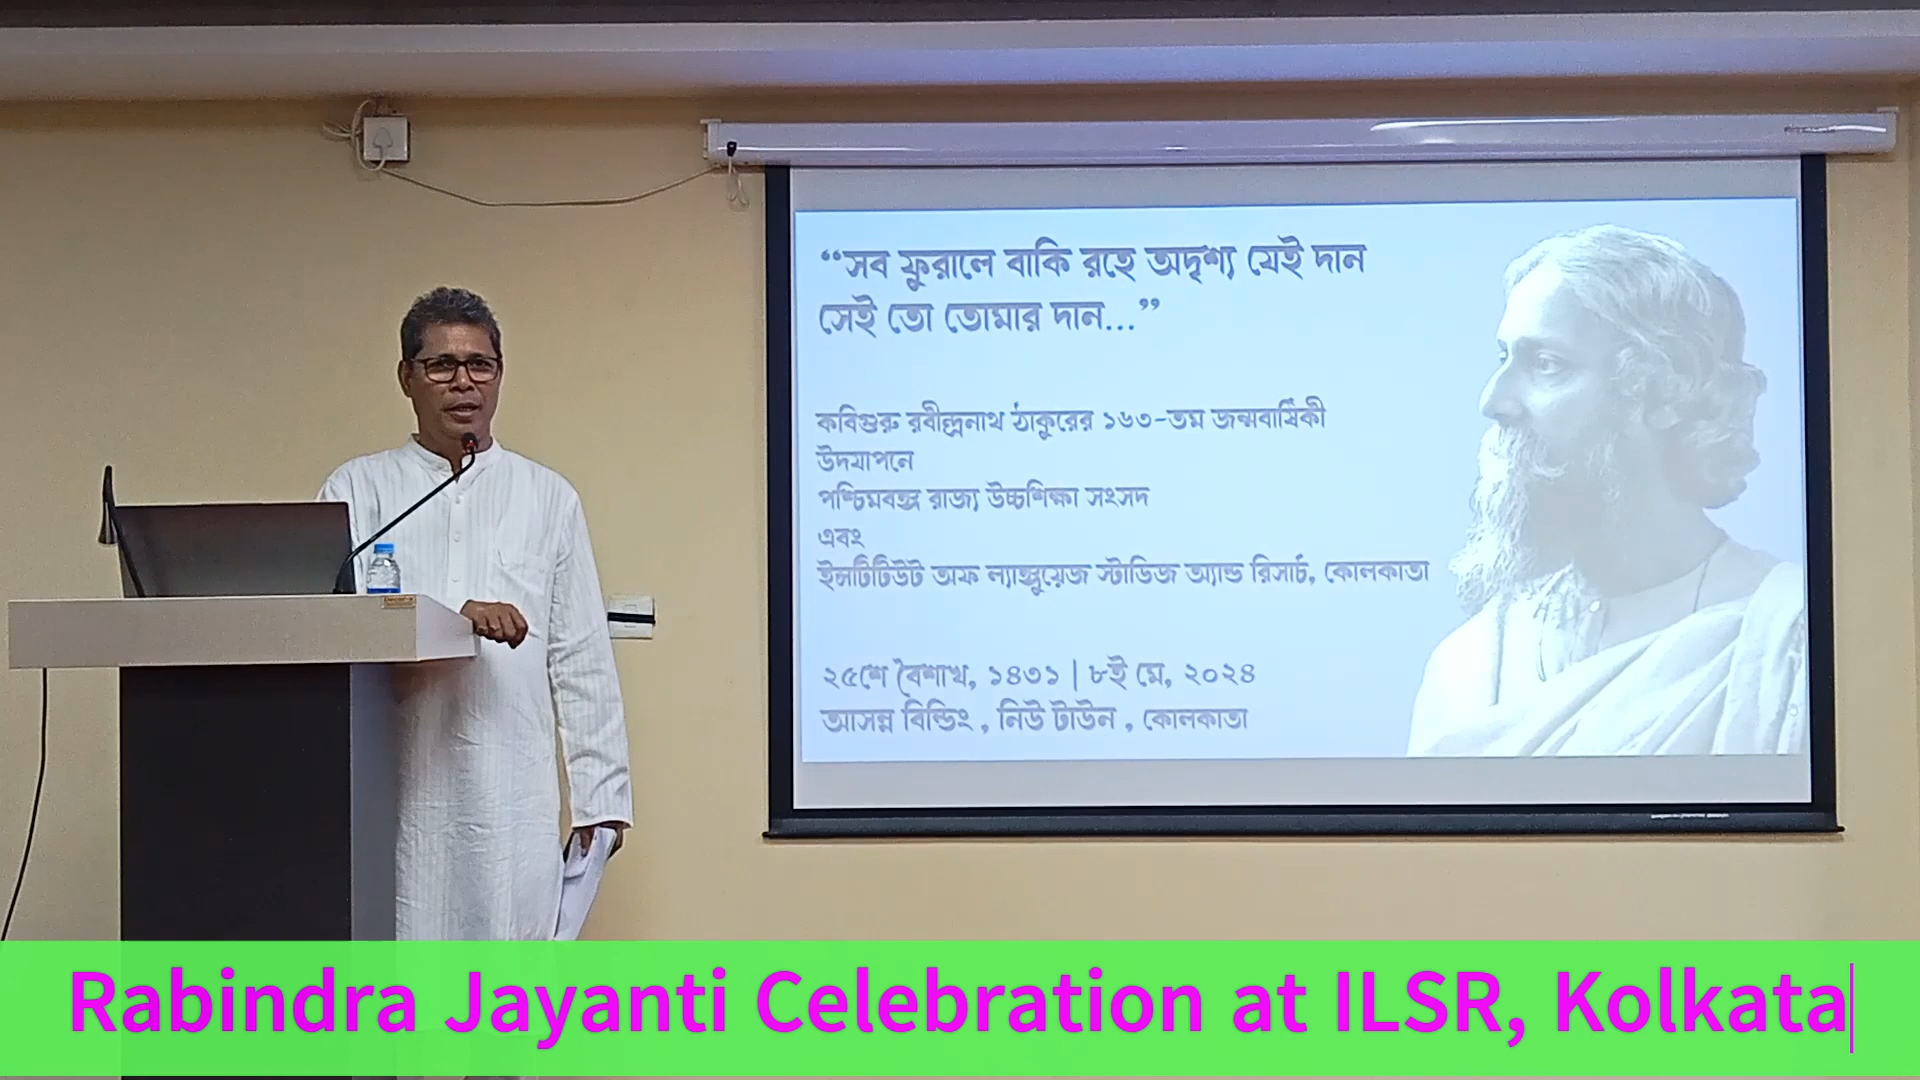 “সব ফুরালে বাকি রহে অদৃশ্য যেই দান
সেই তো তোমার দান...”
কবিগুরু রবীন্দ্রনাথ ঠাকুরের ১৬৩-তম জন্মবার্ষিকী
উদযাপনে
পশ্চিমবঙ্গ রাজ্য উচ্চশিক্ষা সংসদ
এবং
ইন্সটিটিউট অফ ল্যাঙ্গুয়েজ স্টাডিজ অ্যান্ড রিসার্চ, কোলকাতা
২৫শে বৈশাখ, ১৪৩১ | ৮ই মে, ২০২৪
আসন্ন বিল্ডিং , নিউ টাউন , কোলকাতা
Rabindra Jayanti Celebration at ILSR, Kolkata